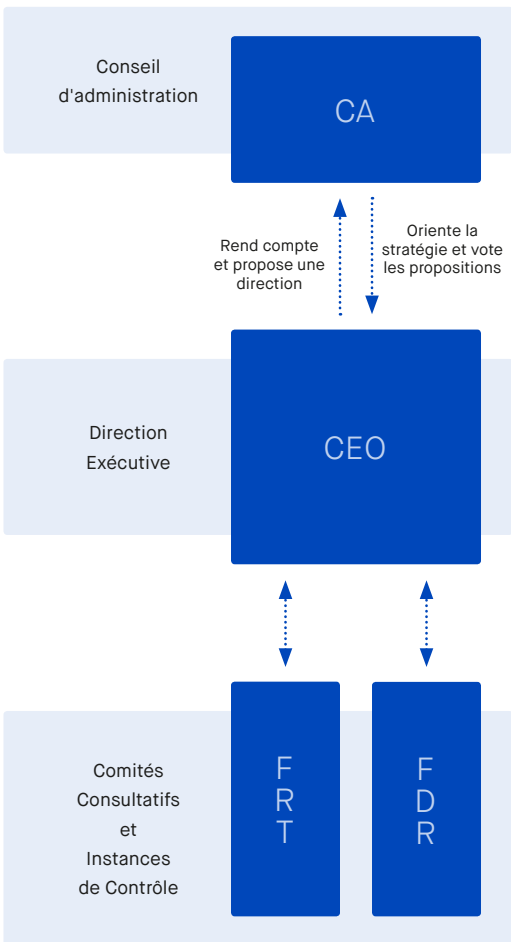 Conseil
d'administration
CA
Rend compte
et propose une
direction
Oriente la
stratégie et vote
les propositions
Direction
Exécutive
CEO
Comités
Consultatifs
et
Instances
de Contrôle
F
R
T
F
D
R